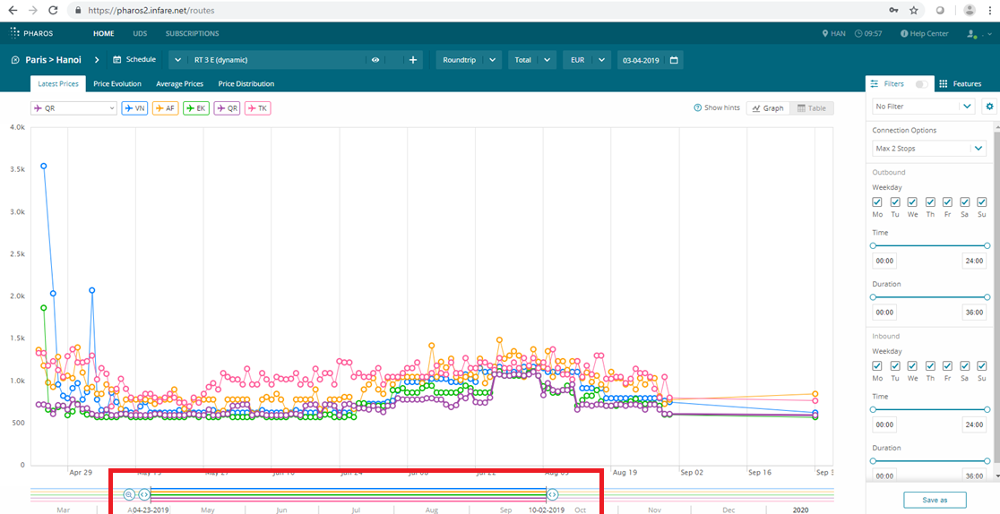 https://pharos2.infare.net/routes
PHAROS HOME UDS SUBSCRIPTIONS HAN 09:57 Help Center
Paris > Hanoi Schedule RT 3 E (dynamic) Roundtrip Total EUR 03-04-2019
Latest Prices Price Evolution Average Prices Price Distribution Filters Features
QR VN AF EK QR TK Show hints Graph Table No Filter
4.0k
3.5k
3.0k
2.5k
2.0k
1.5k
1.0k
500
0
Apr 29 May 13 May 27 Jun 10 Jun 24 Jul 08 Jul 22 Aug 05 Aug 19 Sep 02 Sep 16 Sep 3
Mar 04-23-2019 May Jun Jul Aug Sep 10-02-2019 Oct Nov Dec 2020
Connection Options
Max 2 Stops
Outbound
Weekday
Mo Tu We Th Fr Sa Su
Time
00:00 24:00
Duration
00:00 36:00
Inbound
Weekday
Mo Tu We Th Fr Sa Su
Time
00:00 24:00
Duration
00:00 36:00
Save as